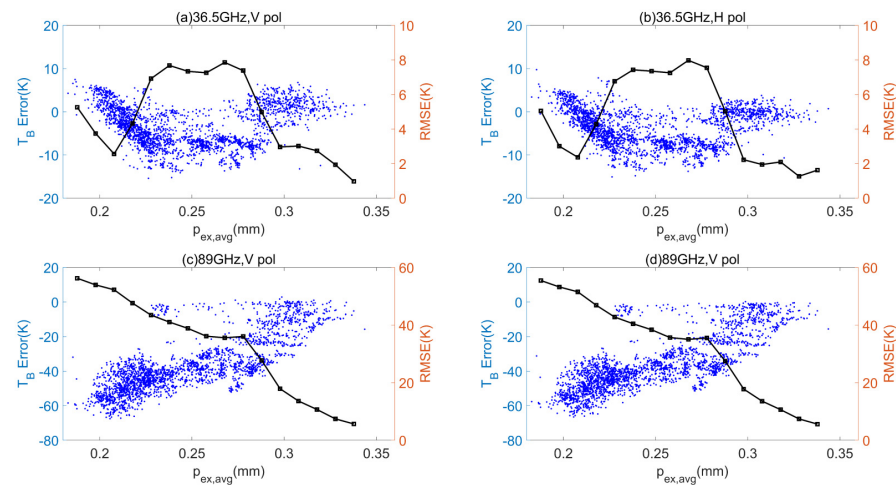 (a)36.5GHz,V pol
20
10
0
-10
-20
T_B Error(K)
10
8
6
4
2
0
RMSE(K)
0.2 0.25 0.3 0.35
p_ex,avg(mm)
(b)36.5GHz,H pol
20
10
0
-10
-20
T_B Error(K)
10
8
6
4
2
0
RMSE(K)
0.2 0.25 0.3 0.35
p_ex,avg(mm)
(c)89GHz,V pol
20
0
-20
-40
-60
-80
T_B Error(K)
60
40
20
0
RMSE(K)
0.2 0.25 0.3 0.35
p_ex,avg(mm)
(d)89GHz,V pol
20
0
-20
-40
-60
-80
T_B Error(K)
60
40
20
0
RMSE(K)
0.2 0.25 0.3 0.35
p_ex,avg(mm)